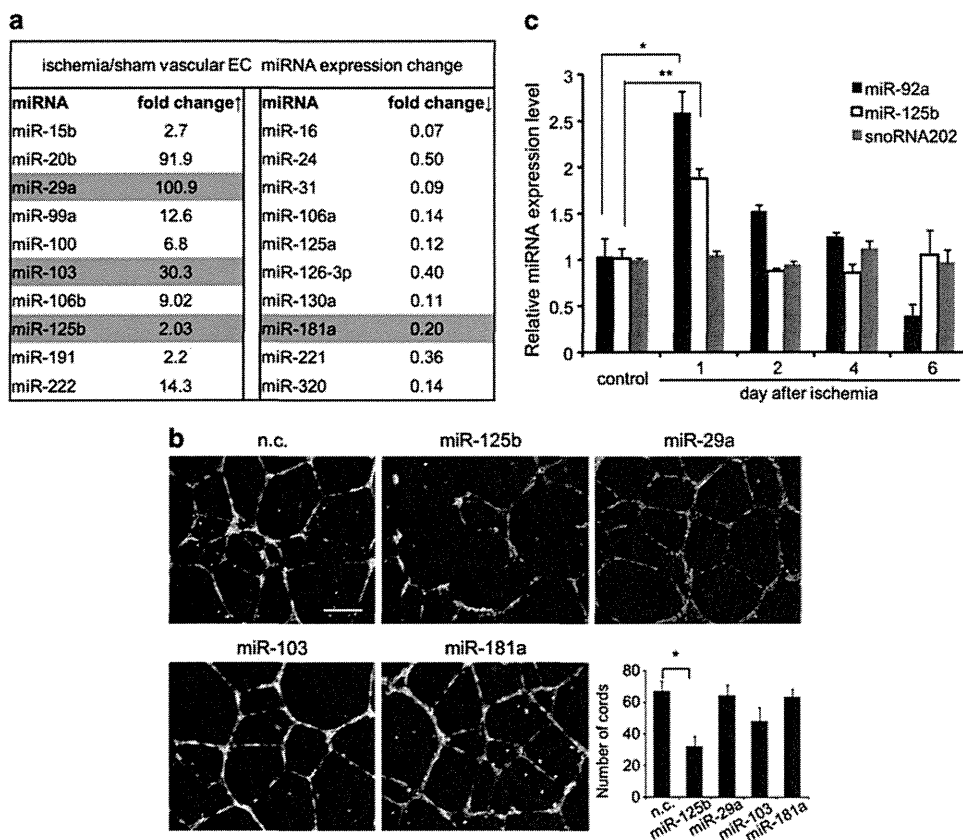 a
ischemia/sham vascular EC miRNA expression change
miRNA fold change↑ miRNA fold change↓
miR-15b 2.7 miR-16 0.07
miR-20b 91.9 miR-24 0.50
miR-29a 100.9 miR-31 0.09
miR-99a 12.6 miR-106a 0.14
miR-100 6.8 miR-125a 0.12
miR-103 30.3 miR-126-3p 0.40
miR-106b 9.02 miR-130a 0.11
miR-125b 2.03 miR-181a 0.20
miR-191 2.2 miR-221 0.36
miR-222 14.3 miR-320 0.14
c
Relative miRNA expression level
3
2.5
2
1.5
1
0.5
0
*
**
miR-92a
miR-125b
snoRNA202
control 1 2 4 6
day after ischemia
b
n.c. miR-125b miR-29a
miR-103 miR-181a
Number of cords
80
60
40
20
0
*
n.c. miR-125b miR-29a miR-103 miR-181a